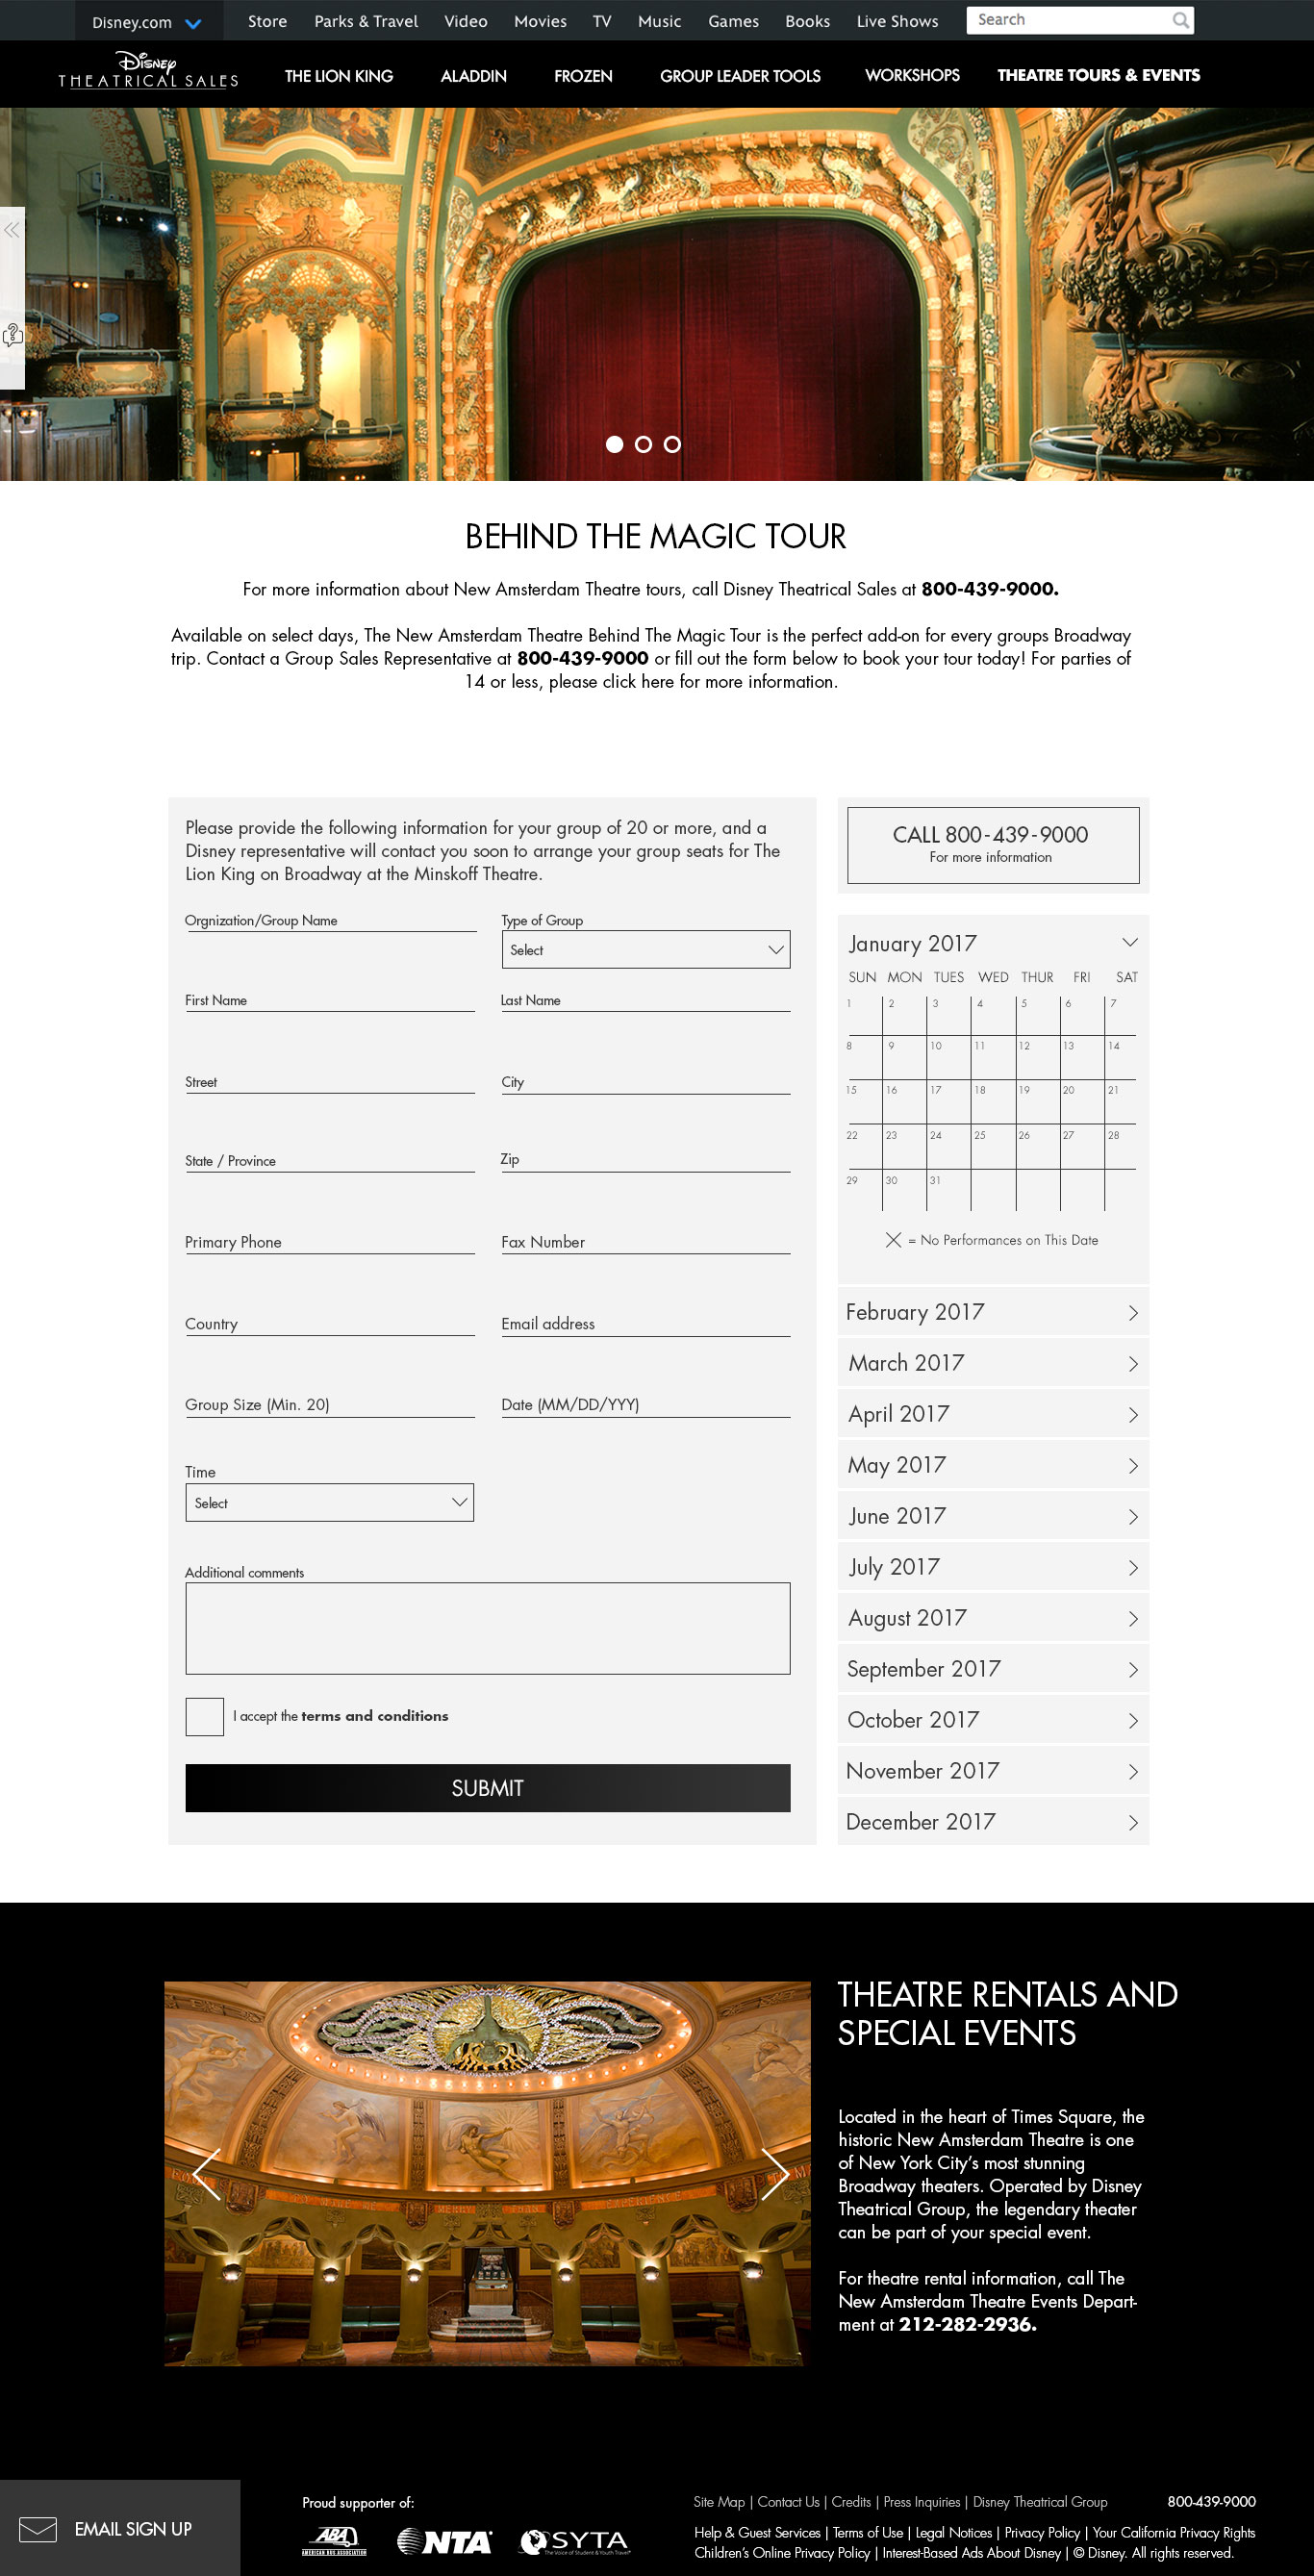 Disney.com Store Parks & Travel Video Movies TV Music Games Books Live Shows Search
Disney
THEATRICAL SALES
THE LION KING ALADDIN FROZEN GROUP LEADER TOOLS WORKSHOPS THEATRE TOURS & EVENTS
BEHIND THE MAGIC TOUR
For more information about New Amsterdam Theatre tours, call Disney Theatrical Sales at 800-439-9000.
Available on select days, The New Amsterdam Theatre Behind The Magic Tour is the perfect add-on for every groups Broadway
trip. Contact a Group Sales Representative at 800-439-9000 or fill out the form below to book your tour today! For parties of
14 or less, please click here for more information.
Please provide the following information for your group of 20 or more, and a
Disney representative will contact you soon to arrange your group seats for The
Lion King on Broadway at the Minskoff Theatre.
Orgnization/Group Name Type of Group
Select
First Name Last Name
Street City
State / Province Zip
Primary Phone Fax Number
Country Email address
Group Size (Min. 20) Date (MM/DD/YYY)
Time
Select
Additional comments
I accept the terms and conditions
SUBMIT
CALL 800-439-9000
For more information
January 2017
SUN MON TUES WED THUR FRI SAT
1 2 3 4 5 6 7
8 9 10 11 12 13 14
15 16 17 18 19 20 21
22 23 24 25 26 27 28
29 30 31
= No Performances on This Date
February 2017
March 2017
April 2017
May 2017
June 2017
July 2017
August 2017
September 2017
October 2017
November 2017
December 2017
THEATRE RENTALS AND
SPECIAL EVENTS
Located in the heart of Times Square, the
historic New Amsterdam Theatre is one
of New York City's most stunning
Broadway theaters. Operated by Disney
Theatrical Group, the legendary theater
can be part of your special event.
For theatre rental information, call The
New Amsterdam Theatre Events Depart-
ment at 212-282-2936.
EMAIL SIGN UP
Proud supporter of:
ABA
AMERICAN BUS ASSOCIATION
NTA
SYTA
The Voice of Student & Youth Travel
Site Map | Contact Us | Credits | Press Inquiries | Disney Theatrical Group 800-439-9000
Help & Guest Services | Terms of Use | Legal Notices | Privacy Policy | Your California Privacy Rights
Children's Online Privacy Policy | Interest-Based Ads About Disney | © Disney. All rights reserved.